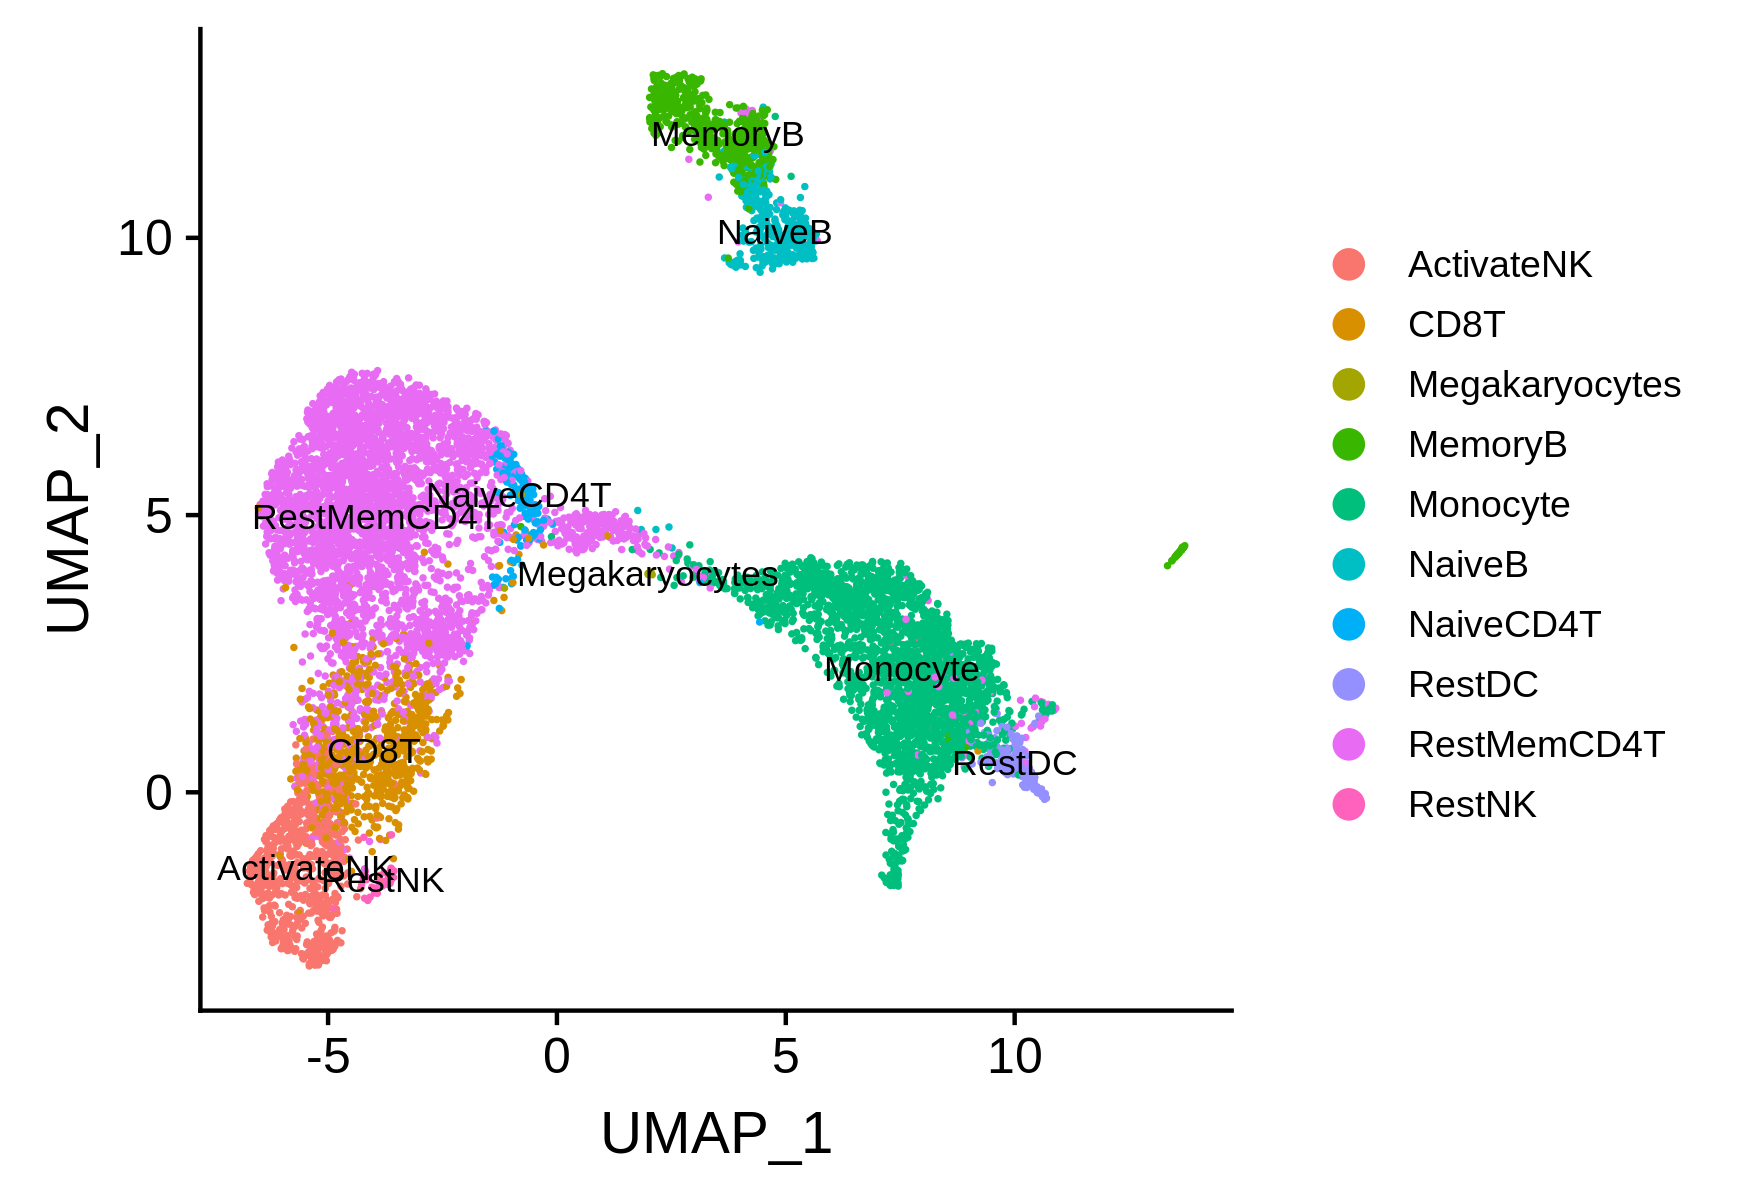 MemoryB
NaiveB
NaiveCD4T
RestMemCD4T
Megakaryocytes
Monocyte
CD8T
RestDC
ActivateNK
RestNK
10
5
0
-5
0
5
10
UMAP_1
UMAP_2
ActivateNK
CD8T
Megakaryocytes
MemoryB
Monocyte
NaiveB
NaiveCD4T
RestDC
RestMemCD4T
RestNK